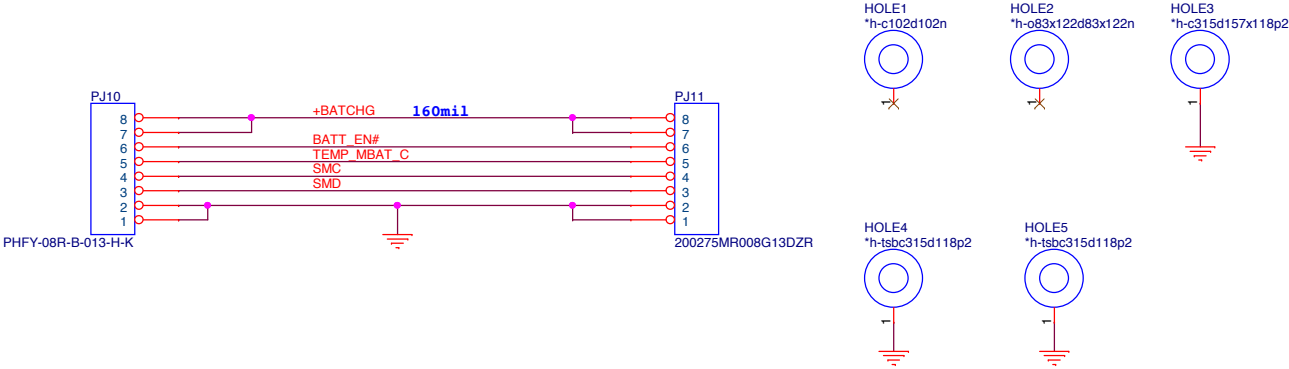 HOLE1
*h-c102d102n
1
HOLE2
*h-o83x122d83x122n
1
HOLE3
*h-c315d157x118p2
1
PJ10
8
7
6
5
4
3
2
1
PHFY-08R-B-013-H-K
+BATCHG 160mil
BATT_EN#
TEMP_MBAT_C
SMC
SMD
PJ11
8
7
6
5
4
3
2
1
200275MR008G13DZR
HOLE4
*h-tsbc315d118p2
1
HOLE5
*h-tsbc315d118p2
1